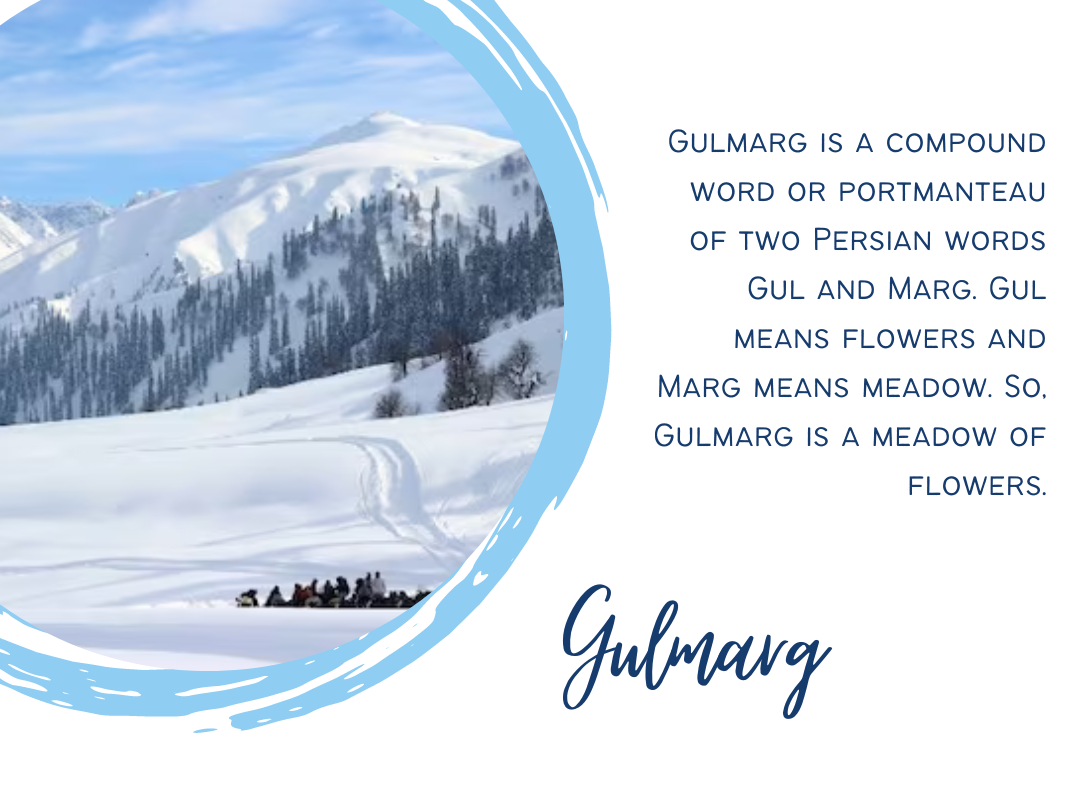 Gulmarg is a compound
word or portmanteau
of two Persian words
Gul and Marg. Gul
means flowers and
Marg means meadow. So,
Gulmarg is a meadow of
flowers.
Gulmarg